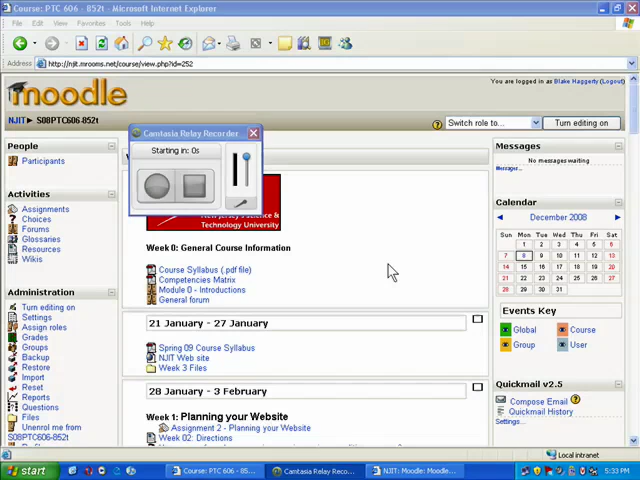 Course: PTC 606 - 852t - Microsoft Internet Explorer
File Edit View Favorites Tools Help
Back
Address http://njit.mrooms.net/course/view.php?id=252
moodle
You are logged in as Blake Haggerty (Logout)
NJIT ► S08PTC606-852t
Switch role to...
Turn editing on
People
Participants
Activities
Assignments
Choices
Forums
Glossaries
Resources
Wikis
Administration
Turn editing on
Settings
Assign roles
Grades
Groups
Backup
Restore
Import
Reset
Reports
Questions
Files
Unenrol me from
S08PTC606-852t
Camtasia Relay Recorder
Starting in: 0s
New Jersey's Science &
Technology University
Week 0: General Course Information
Course Syllabus (.pdf file)
Competencies Matrix
Module 0 - Introductions
General forum
21 January - 27 January
Spring 09 Course Syllabus
NJIT Web site
Week 3 Files
28 January - 3 February
Week 1: Planning your Website
Assignment 2 - Planning your Website
Week 02: Directions
Messages
No messages waiting
Messages...
Calendar
◄ December 2008 ►
Sun Mon Tue Wed Thu Fri Sat
1 2 3 4 5 6
7 8 9 10 11 12 13
14 15 16 17 18 19 20
21 22 23 24 25 26 27
28 29 30 31
Events Key
Global Course
Group User
Quickmail v2.5
Compose Email
Quickmail History
Settings...
Local intranet
start
Course: PTC 606 - 85...
Camtasia Relay Reco...
NJIT: Moodle: Moodle...
5:33 PM